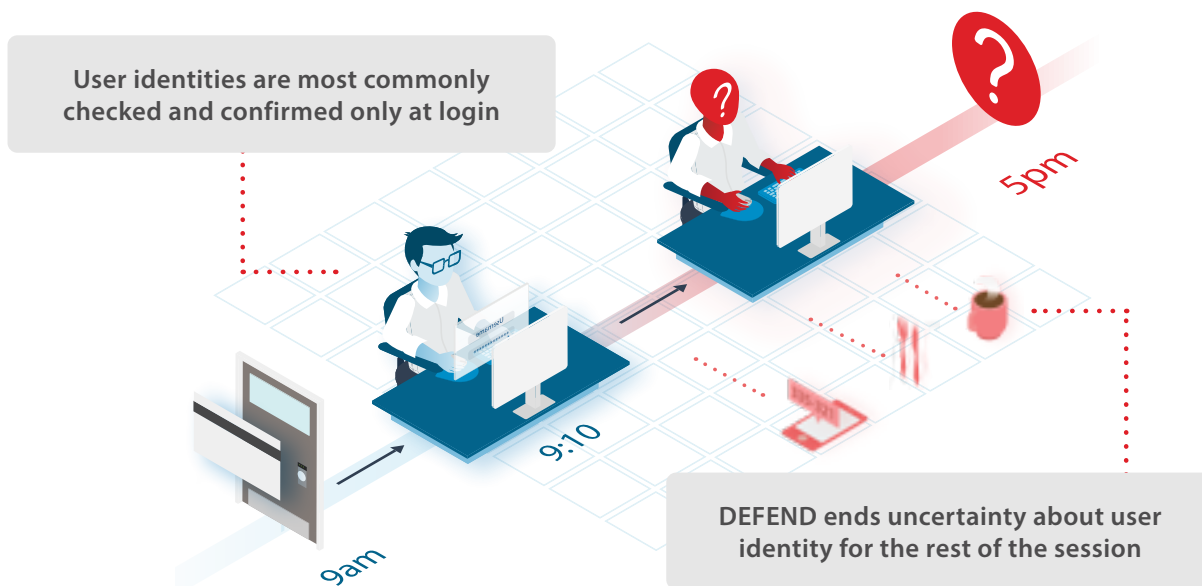 User identities are most commonly
checked and confirmed only at login
?
?
5pm
Username
9:10
9am
DEFEND ends uncertainty about user
identity for the rest of the session